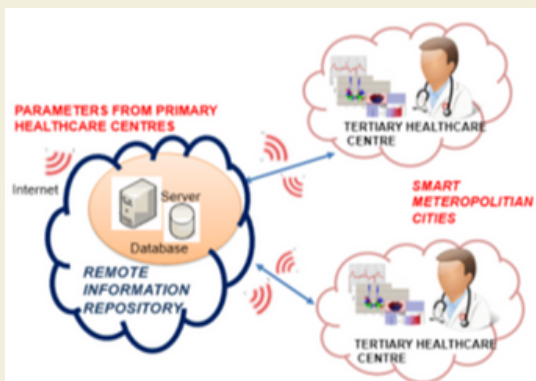 PARAMETERS FROM PRIMARY
HEALTHCARE CENTRES
Internet
Server
Database
REMOTE
INFORMATION
REPOSITORY
TERTIARY HEALTHCARE
CENTRE
SMART
METEROPOLITIAN
CITIES
TERTIARY HEALTHCARE
CENTRE